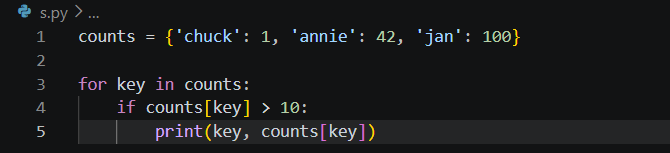 s.py > ...
1 counts = {'chuck': 1, 'annie': 42, 'jan': 100}
2
3 for key in counts:
4     if counts[key] > 10:
5         print(key, counts[key])